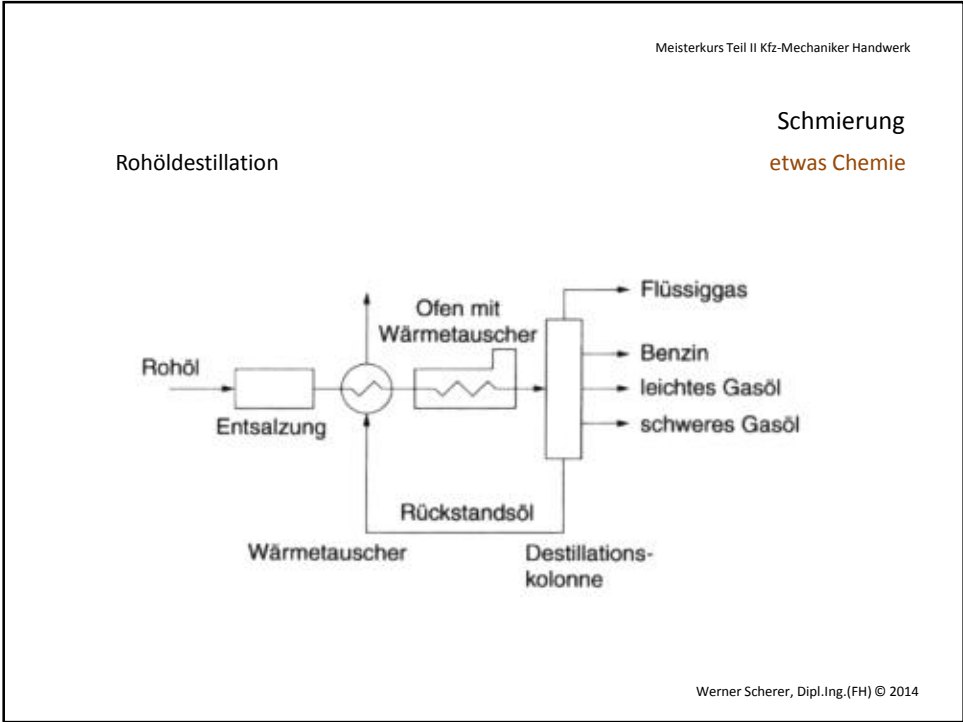 Meisterkurs Teil II Kfz-Mechaniker Handwerk
Schmierung
Rohöldestillation
etwas Chemie
Flüssiggas
Ofen mit
Wärmetauscher
Benzin
Rohöl
leichtes Gasöl
Entsalzung
schweres Gasöl
Rückstandsöl
Wärmetauscher
Destillations-
kolonne
Werner Scherer, Dipl.Ing.(FH) © 2014